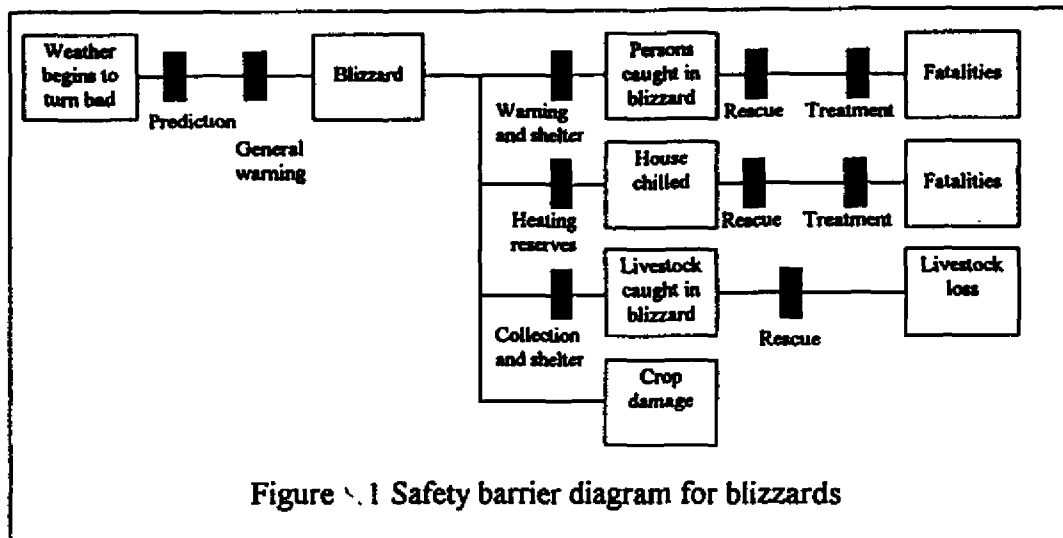 Weather
begins to
turn bad
Prediction
General
warning
Blizzard
Warning
and shelter
Persons
caught in
blizzard
Rescue
Treatment
Fatalities
Heating
reserves
House
chilled
Rescue
Treatment
Fatalities
Collection
and shelter
Livestock
caught in
blizzard
Rescue
Livestock
loss
Crop
damage
Figure .1 Safety barrier diagram for blizzards